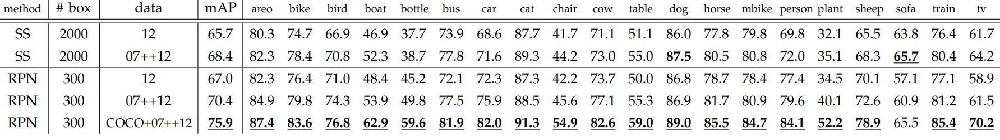 method # box data mAP areo bike bird boat bottle bus car cat chair cow table dog horse mbike person plant sheep sofa train tv
SS 2000 12 65.7 80.3 74.7 66.9 46.9 37.7 73.9 68.6 87.7 41.7 71.1 51.1 86.0 77.8 79.8 69.8 32.1 65.5 63.8 76.4 61.7
SS 2000 07++12 68.4 82.3 78.4 70.8 52.3 38.7 77.8 71.6 89.3 44.2 73.0 55.0 87.5 80.5 80.8 72.0 35.1 68.3 65.7 80.4 64.2
RPN 300 12 67.0 82.3 76.4 71.0 48.4 45.2 72.1 72.3 87.3 42.2 73.7 50.0 86.8 78.7 78.4 77.4 34.5 70.1 57.1 77.1 58.9
RPN 300 07++12 70.4 84.9 79.8 74.3 53.9 49.8 77.5 75.9 88.5 45.6 77.1 55.3 86.9 81.7 80.9 79.6 40.1 72.6 60.9 81.2 61.5
RPN 300 COCO+07++12 75.9 87.4 83.6 76.8 62.9 59.6 81.9 82.0 91.3 54.9 82.6 59.0 89.0 85.5 84.7 84.1 52.2 78.9 65.5 85.4 70.2